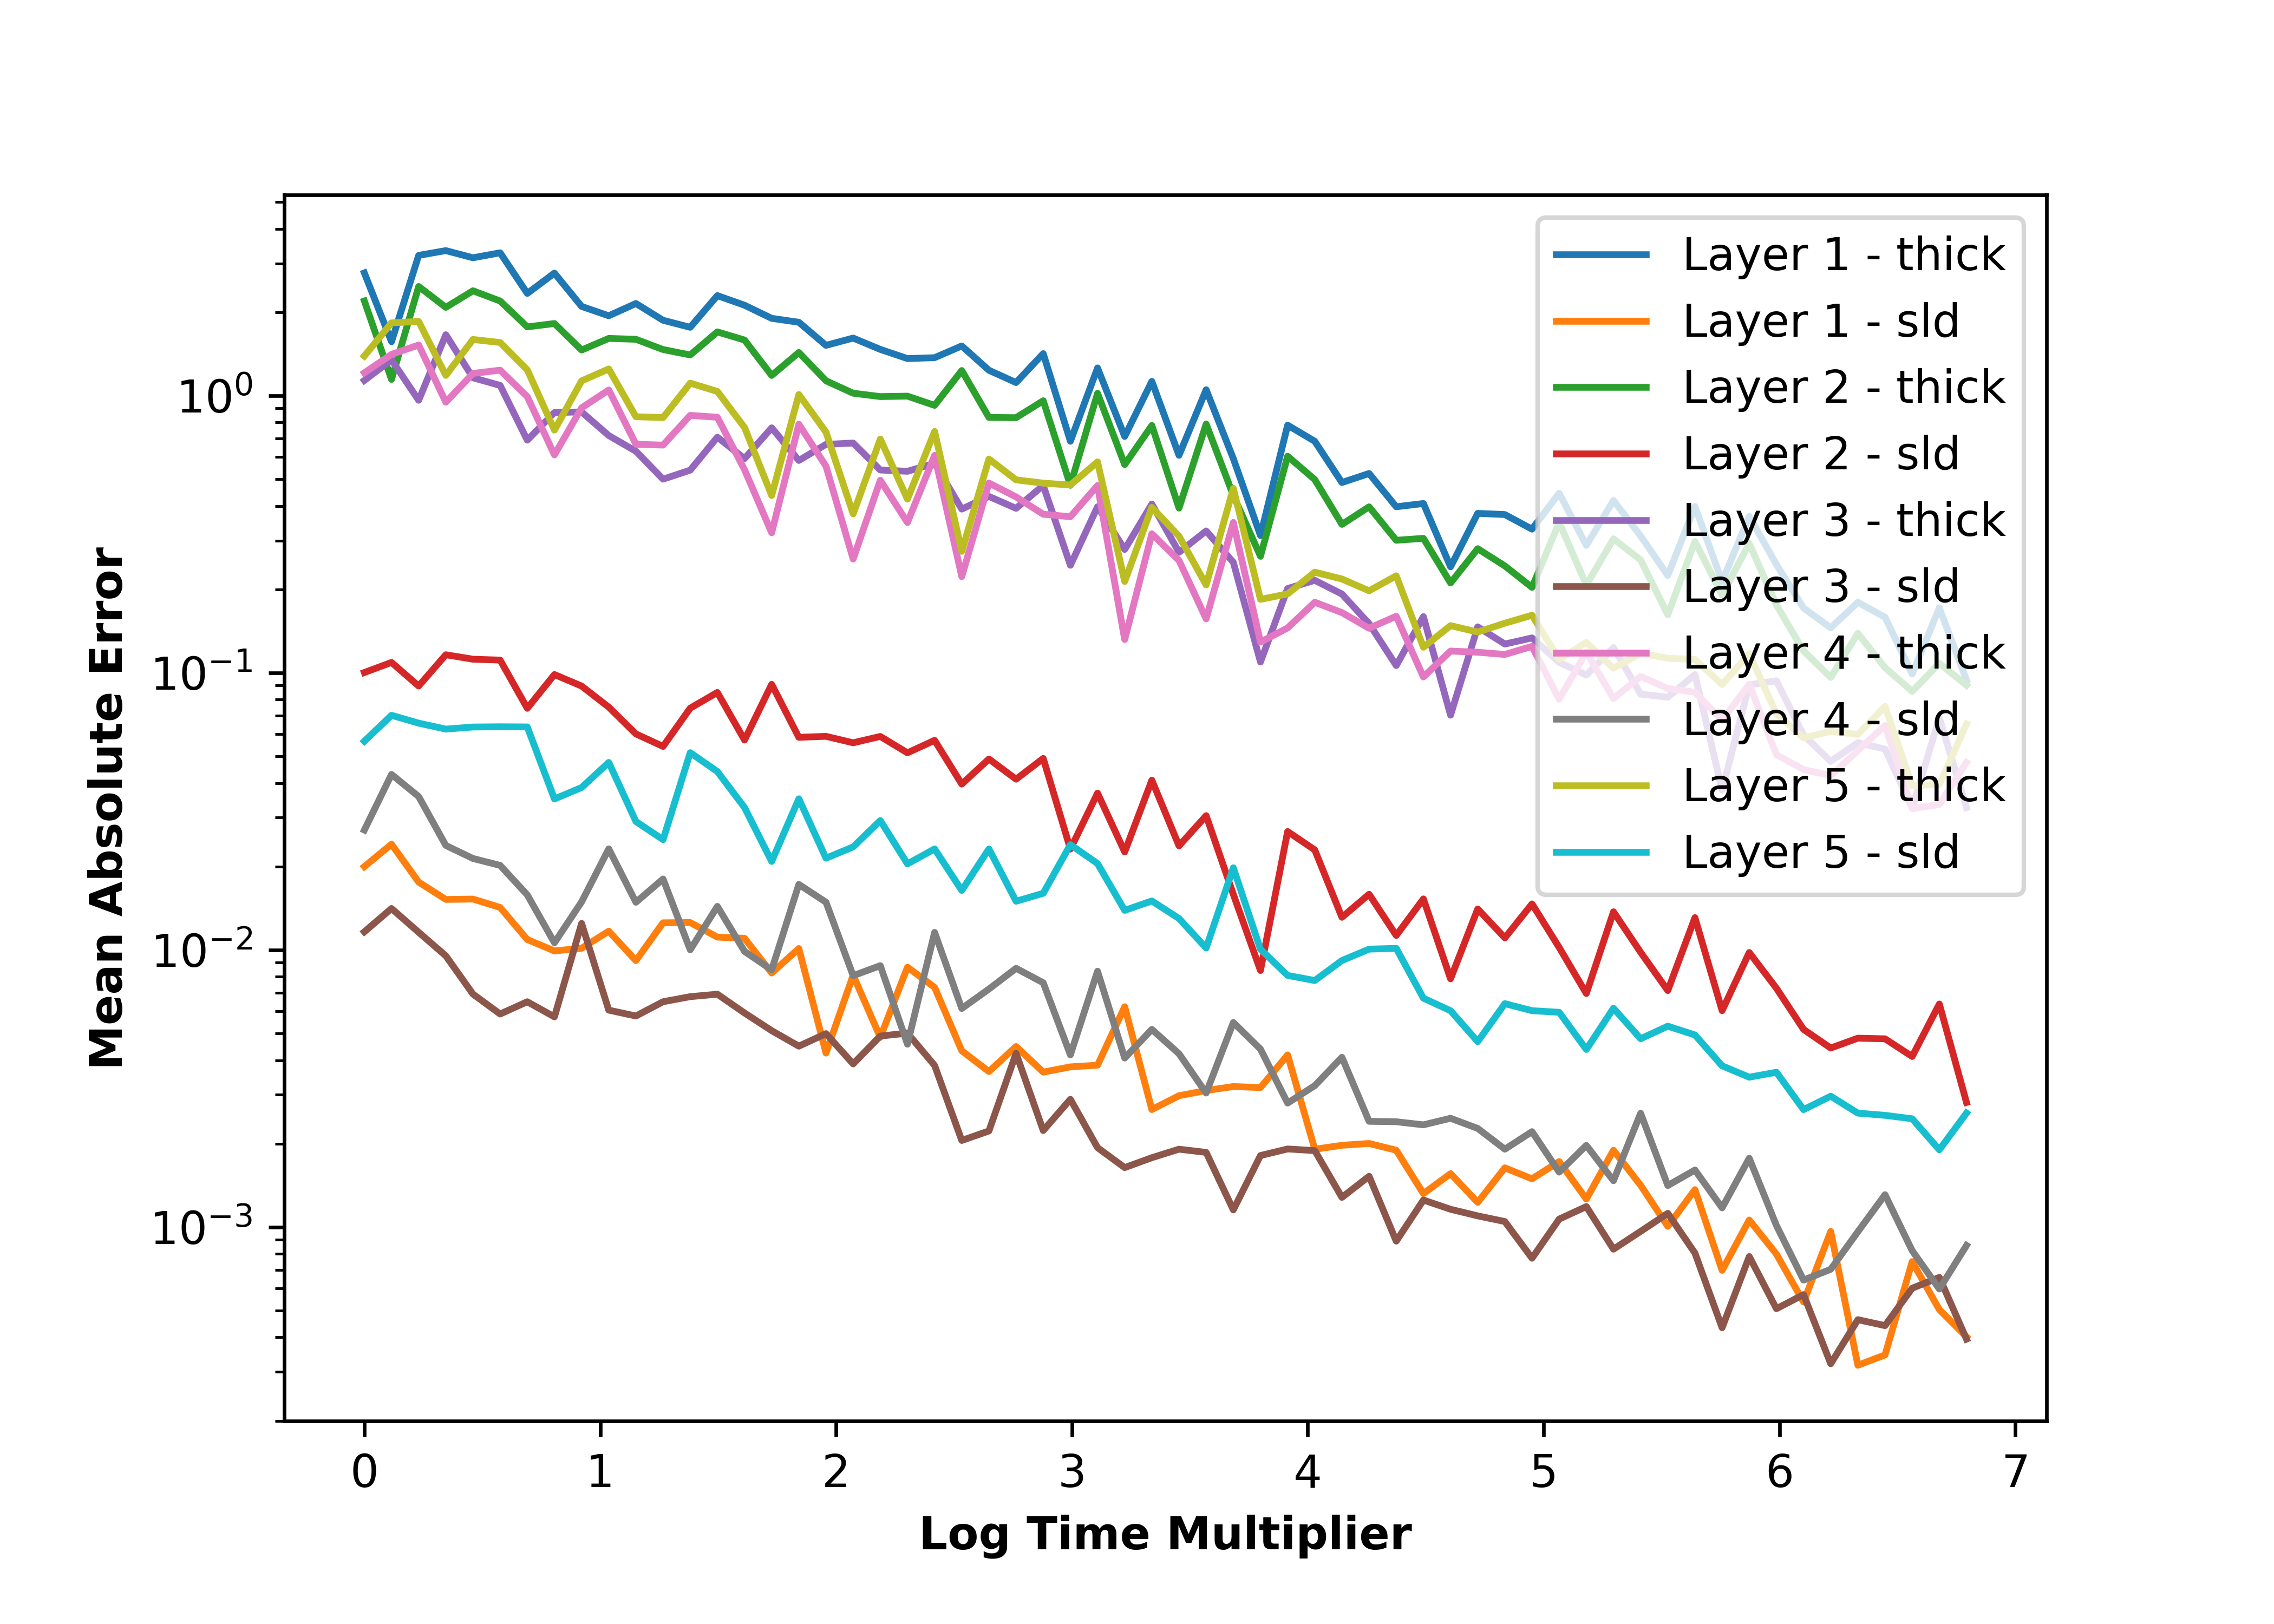 Mean Absolute Error
10⁰
10⁻¹
10⁻²
10⁻³
Layer 1 - thick
Layer 1 - sld
Layer 2 - thick
Layer 2 - sld
Layer 3 - thick
Layer 3 - sld
Layer 4 - thick
Layer 4 - sld
Layer 5 - thick
Layer 5 - sld
0 1 2 3 4 5 6 7
Log Time Multiplier